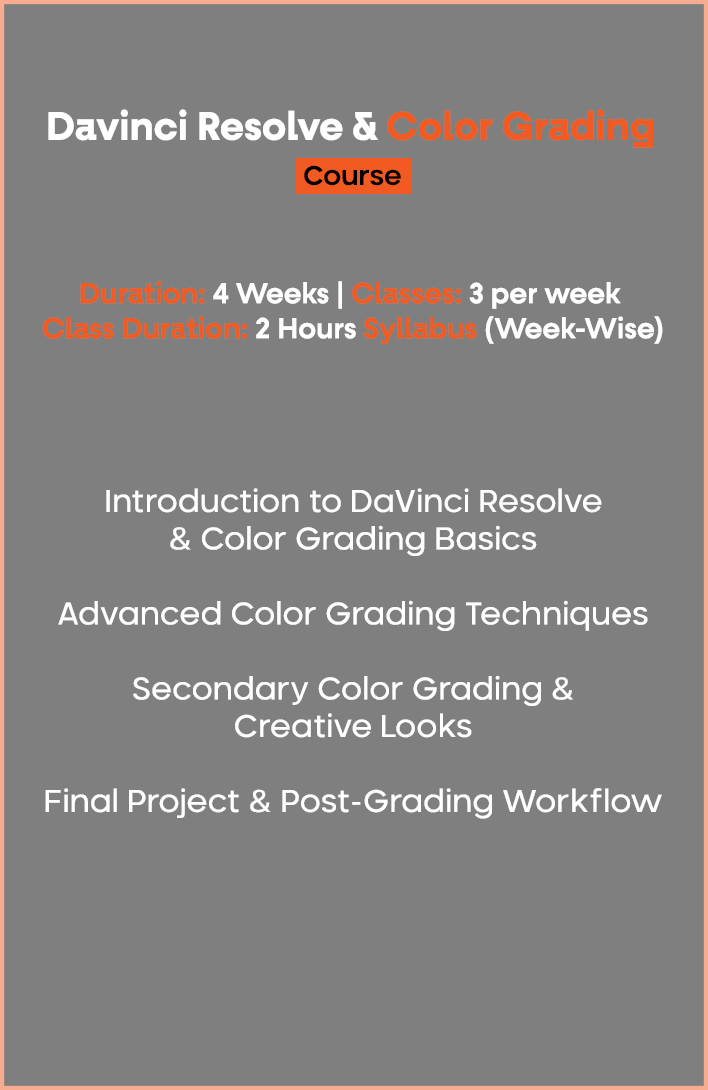 Davinci Resolve & Color Grading
Course
Duration: 4 Weeks | Classes: 3 per week
Class Duration: 2 Hours Syllabus (Week-Wise)
Introduction to DaVinci Resolve
& Color Grading Basics
Advanced Color Grading Techniques
Secondary Color Grading &
Creative Looks
Final Project & Post-Grading Workflow